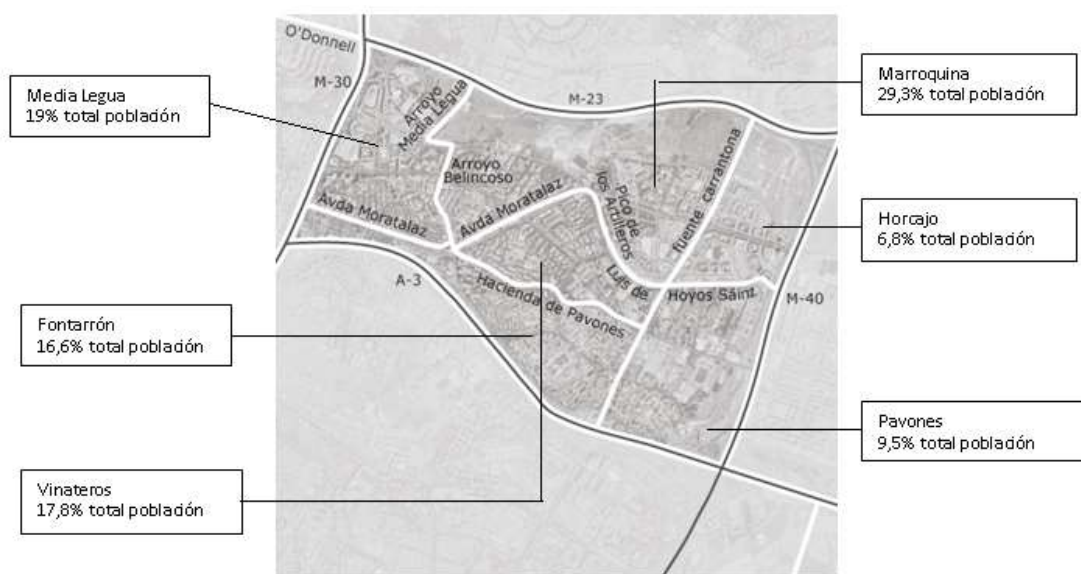 O'Donnell
M-30
Media Legua
19% total población
Arroyo
Media Legua
M-23
Marroquina
29,3% total población
Arroyo
Belincoso
Avda Moratalaz
Avda Moratalaz
Pico de
los Artilleros
fuente carrantona
Horcajo
6,8% total población
A-3
Hacienda de Pavones
Luis de
Hoyos Sáinz
M-40
Fontarrón
16,6% total población
Pavones
9,5% total población
Vinateros
17,8% total población